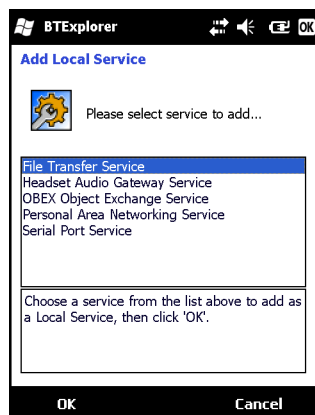 BTExplorer
OK
Add Local Service
Please select service to add...
File Transfer Service
Headset Audio Gateway Service
OBEX Object Exchange Service
Personal Area Networking Service
Serial Port Service
Choose a service from the list above to add as
a Local Service, then click 'OK'.
OK Cancel